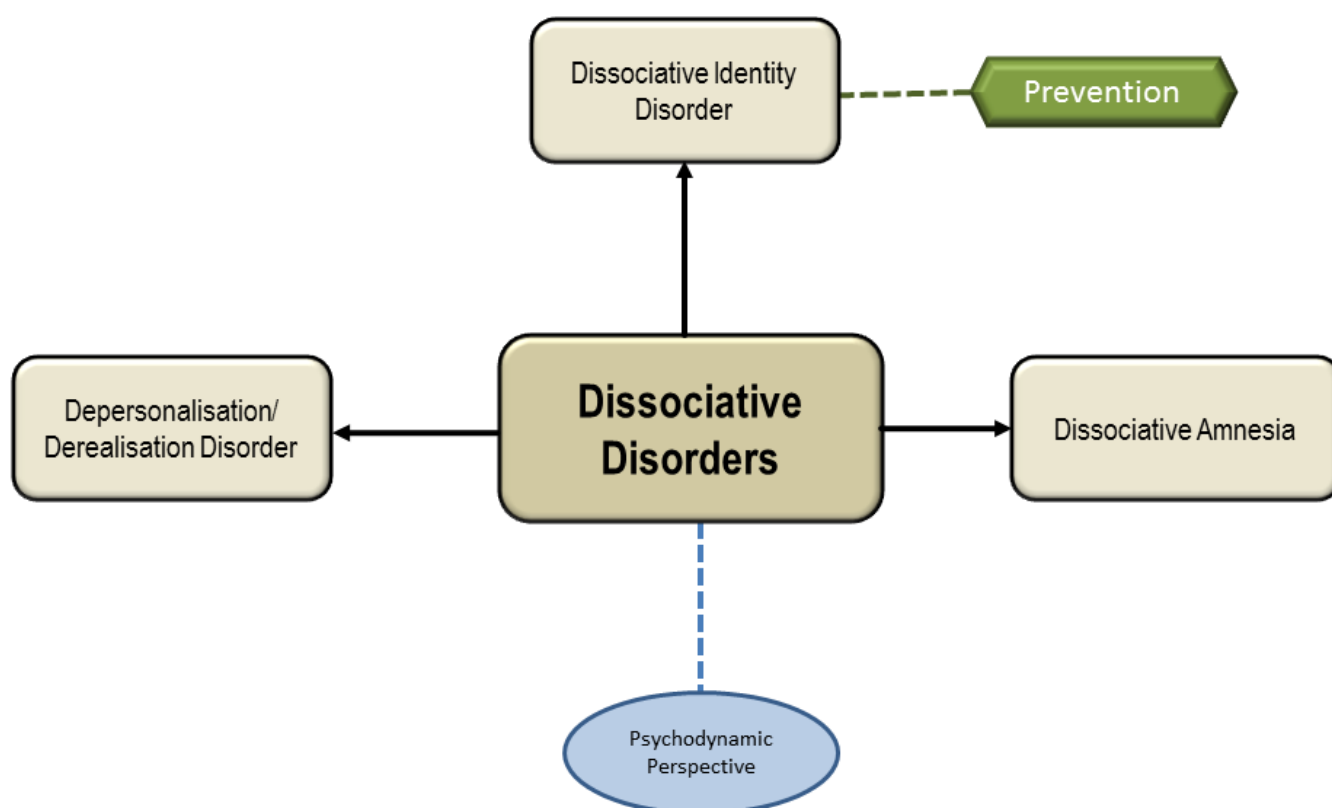 Dissociative Identity
Disorder
Prevention
Depersonalisation/
Derealisation Disorder
Dissociative
Disorders
Dissociative Amnesia
Psychodynamic
Perspective